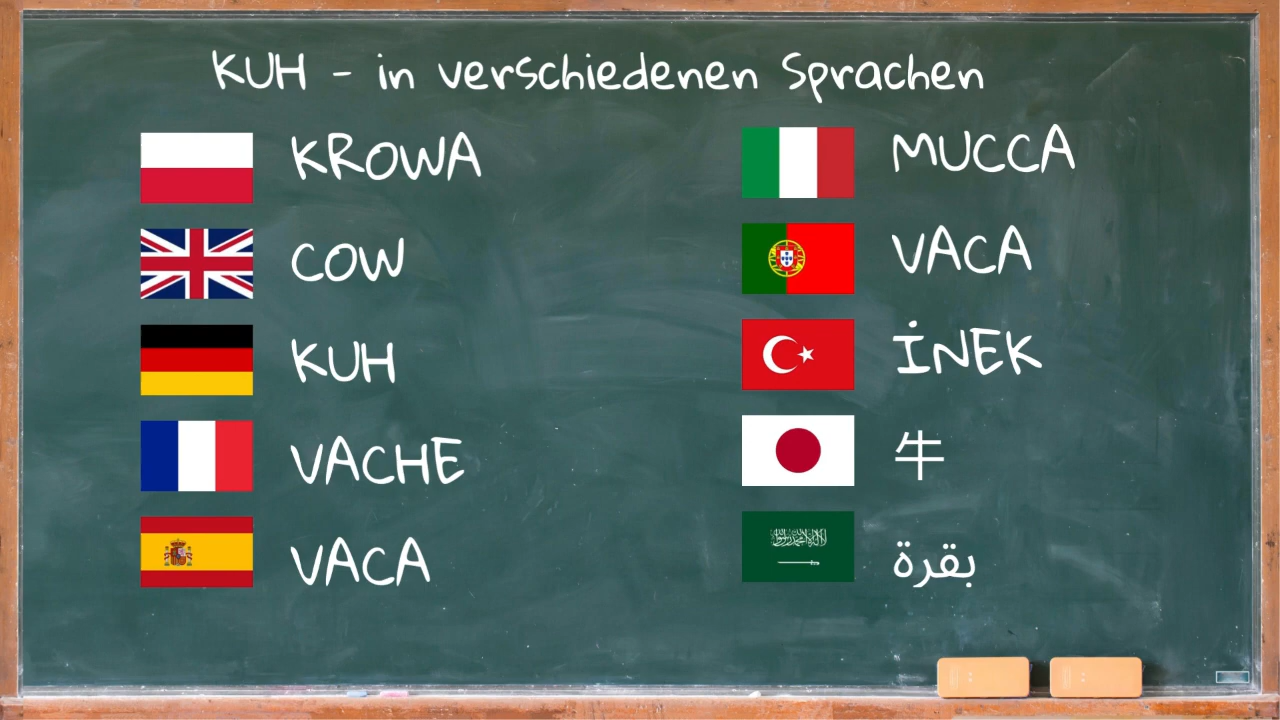 KUH - in verschiedenen Sprachen
KROWA
COW
KUH
VACHE
VACA
MUCCA
VACA
İNEK
牛
بقرة